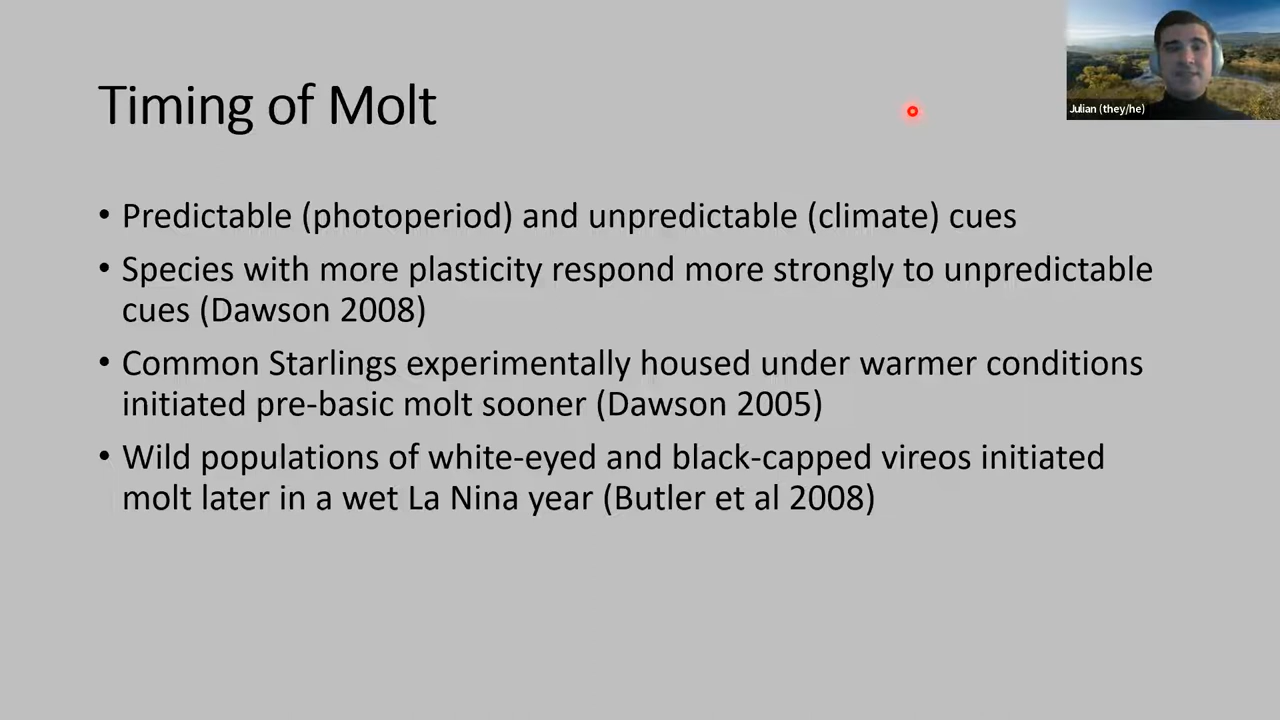 Timing of Molt
Julian (they/he)
• Predictable (photoperiod) and unpredictable (climate) cues
• Species with more plasticity respond more strongly to unpredictable
cues (Dawson 2008)
• Common Starlings experimentally housed under warmer conditions
initiated pre-basic molt sooner (Dawson 2005)
• Wild populations of white-eyed and black-capped vireos initiated
molt later in a wet La Nina year (Butler et al 2008)